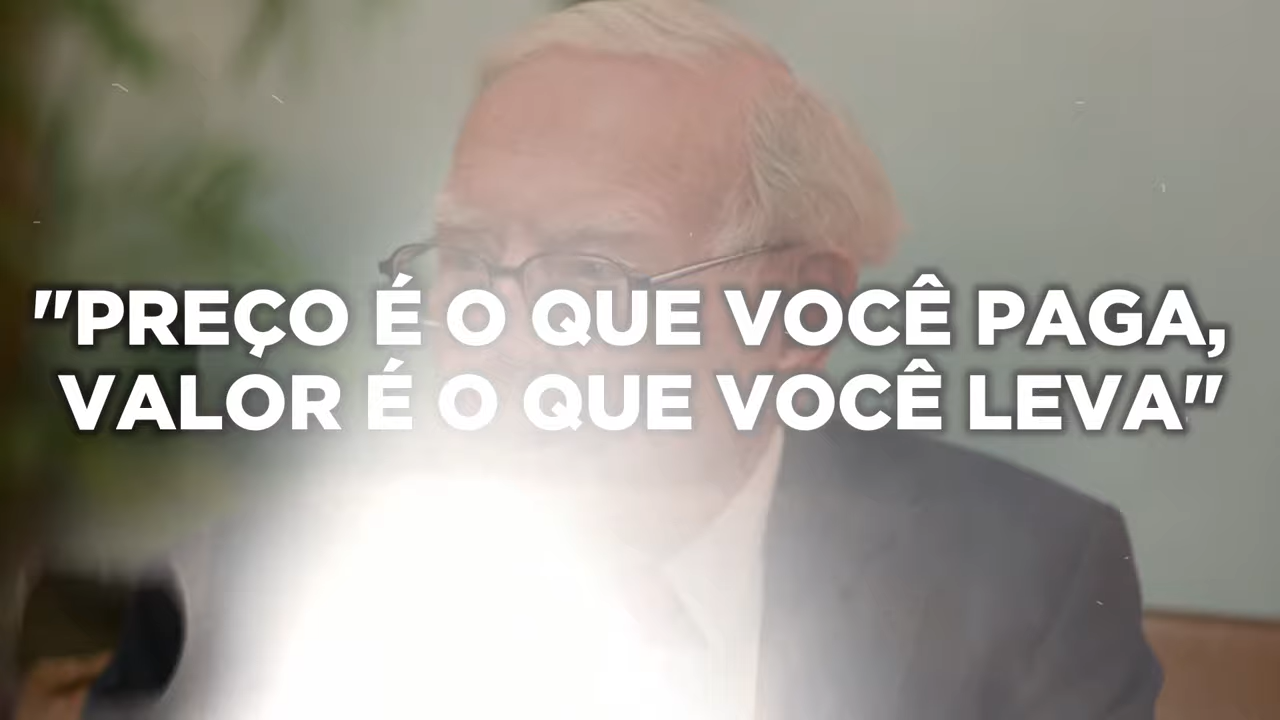 "PREÇO É O QUE VOCÊ PAGA,
VALOR É O QUE VOCÊ LEVA"